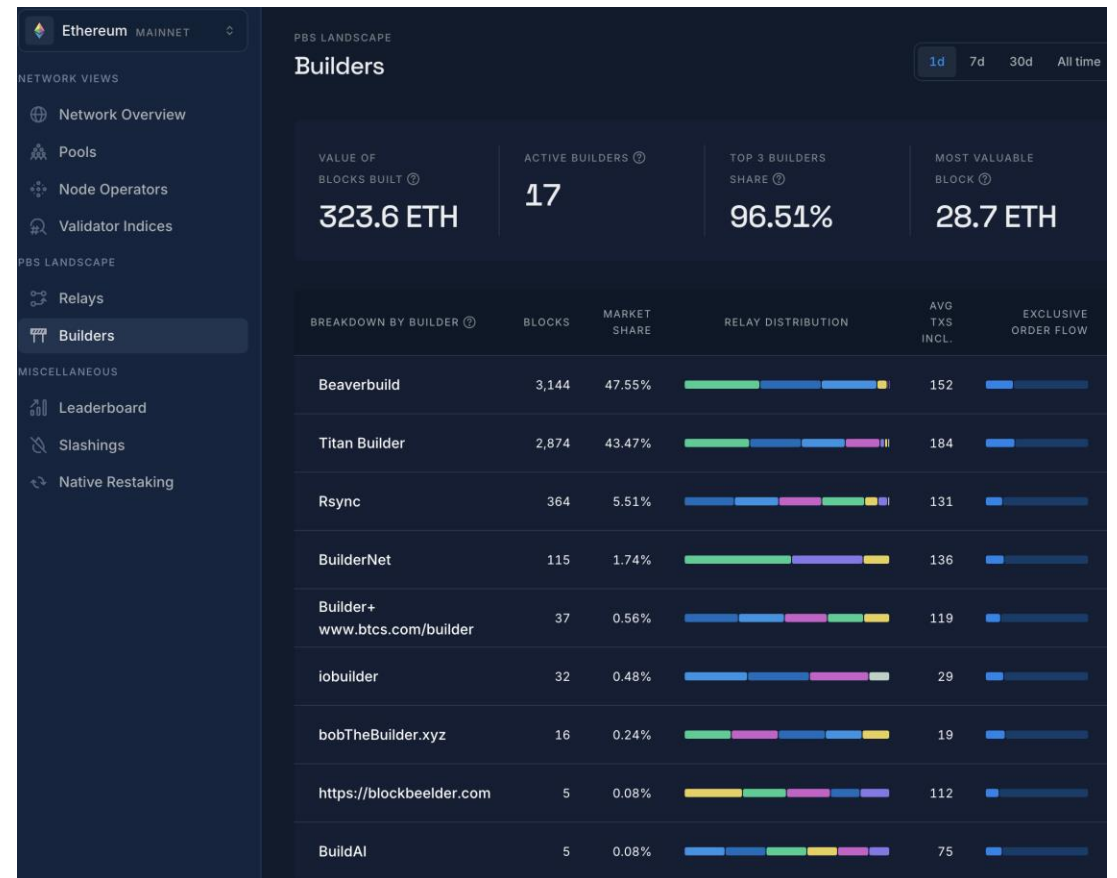 Ethereum MAINNET
NETWORK VIEWS
Network Overview
Pools
Node Operators
Validator Indices
PBS LANDSCAPE
Relays
Builders
MISCELLANEOUS
Leaderboard
Slashings
Native Restaking
PBS LANDSCAPE
Builders
1d 7d 30d All time
VALUE OF
BLOCKS BUILT
323.6 ETH
ACTIVE BUILDERS
17
TOP 3 BUILDERS
SHARE
96.51%
MOST VALUABLE
BLOCK
28.7 ETH
BREAKDOWN BY BUILDER BLOCKS MARKET SHARE RELAY DISTRIBUTION AVG TXS INCL. EXCLUSIVE ORDER FLOW
Beaverbuild 3,144 47.55% 152
Titan Builder 2,874 43.47% 184
Rsync 364 5.51% 131
BuilderNet 115 1.74% 136
Builder+
www.btcs.com/builder 37 0.56% 119
iobuilder 32 0.48% 29
bobTheBuilder.xyz 16 0.24% 19
https://blockbeelder.com 5 0.08% 112
BuildAI 5 0.08% 75